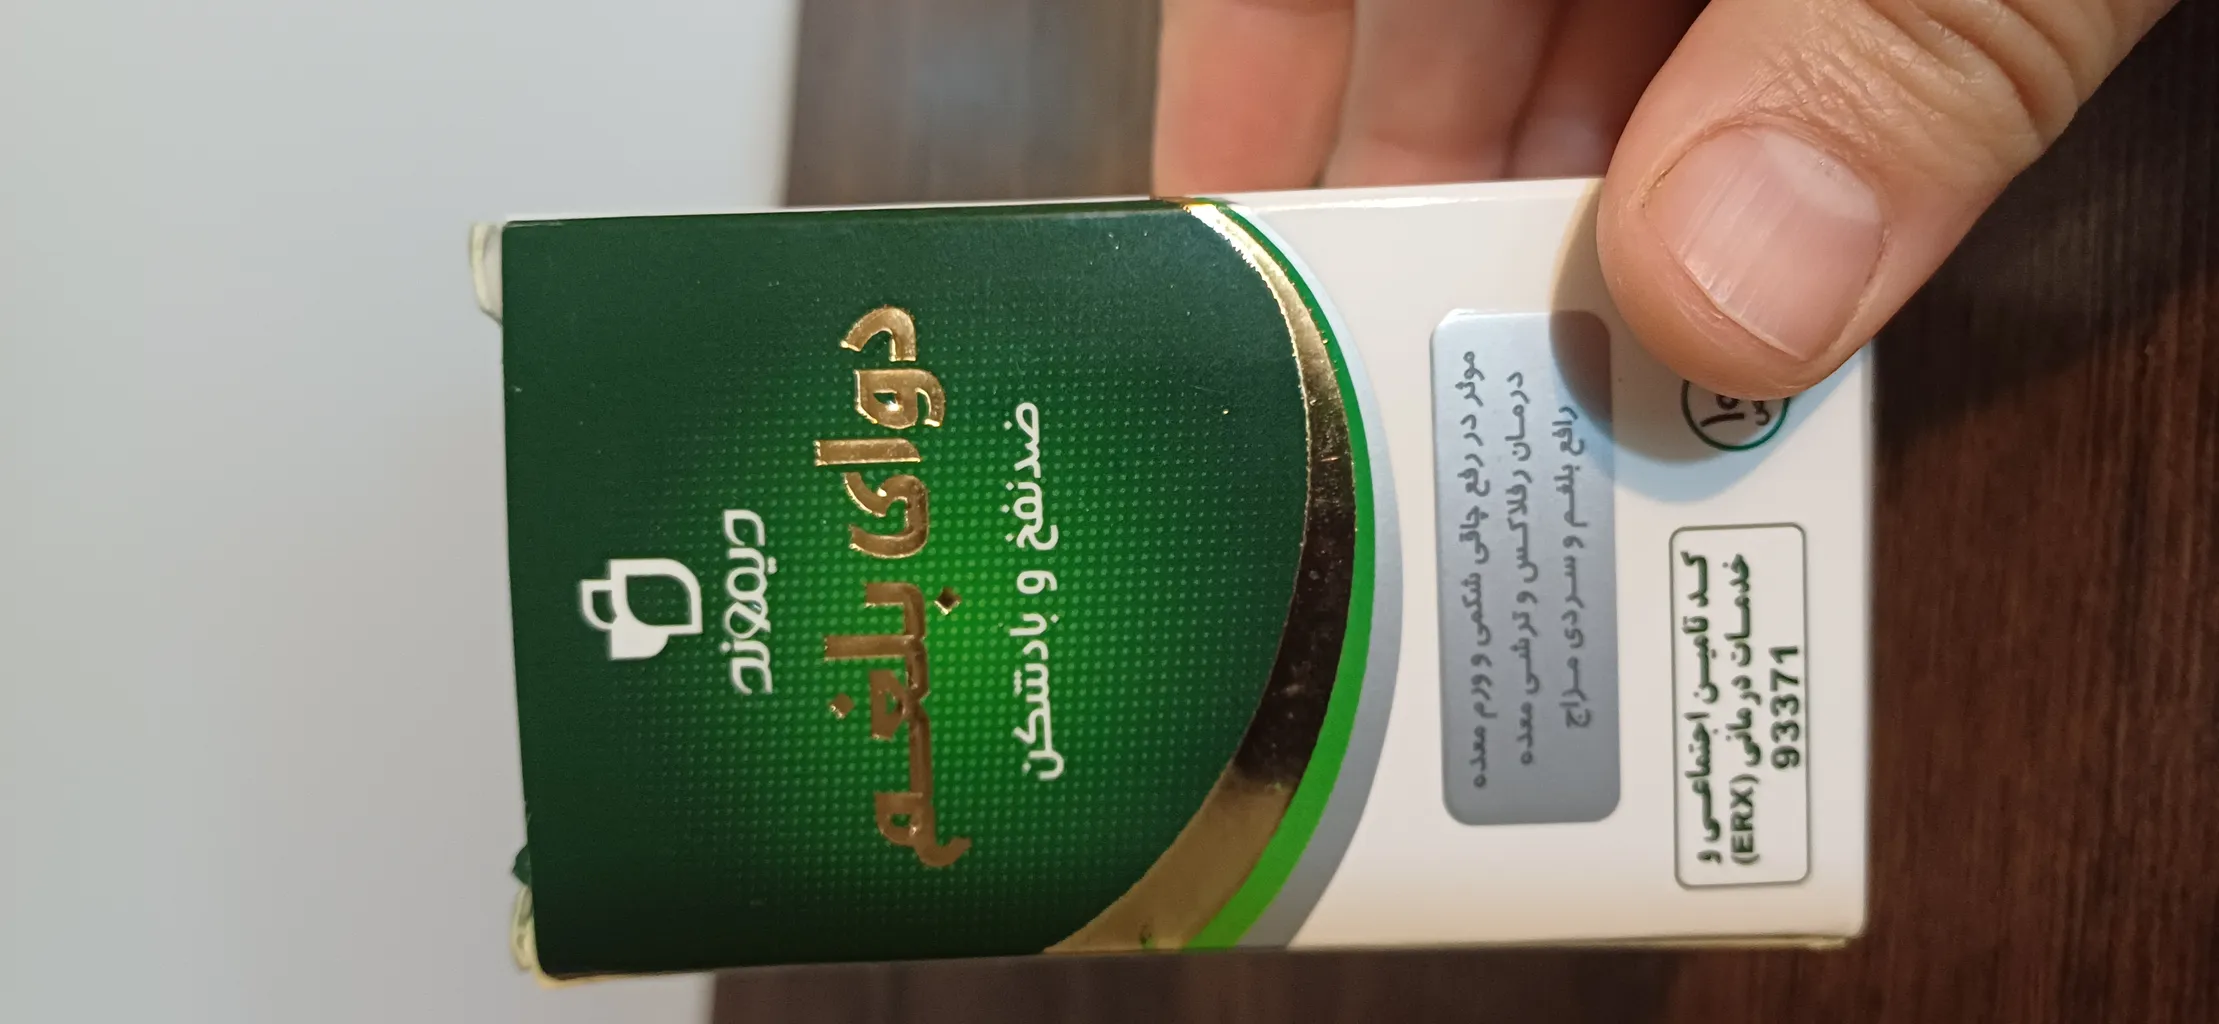 دیموند
دوای بلغم
ضدنفخ و بادشکن
موثر در رفع چاقی شکمی و ورم معده
درمان رفلاکس و ترشی معده
رافع بلغم و سردی مزاج
کد تامین اجتماعی و
خدمات درمانی (ERX)
93371